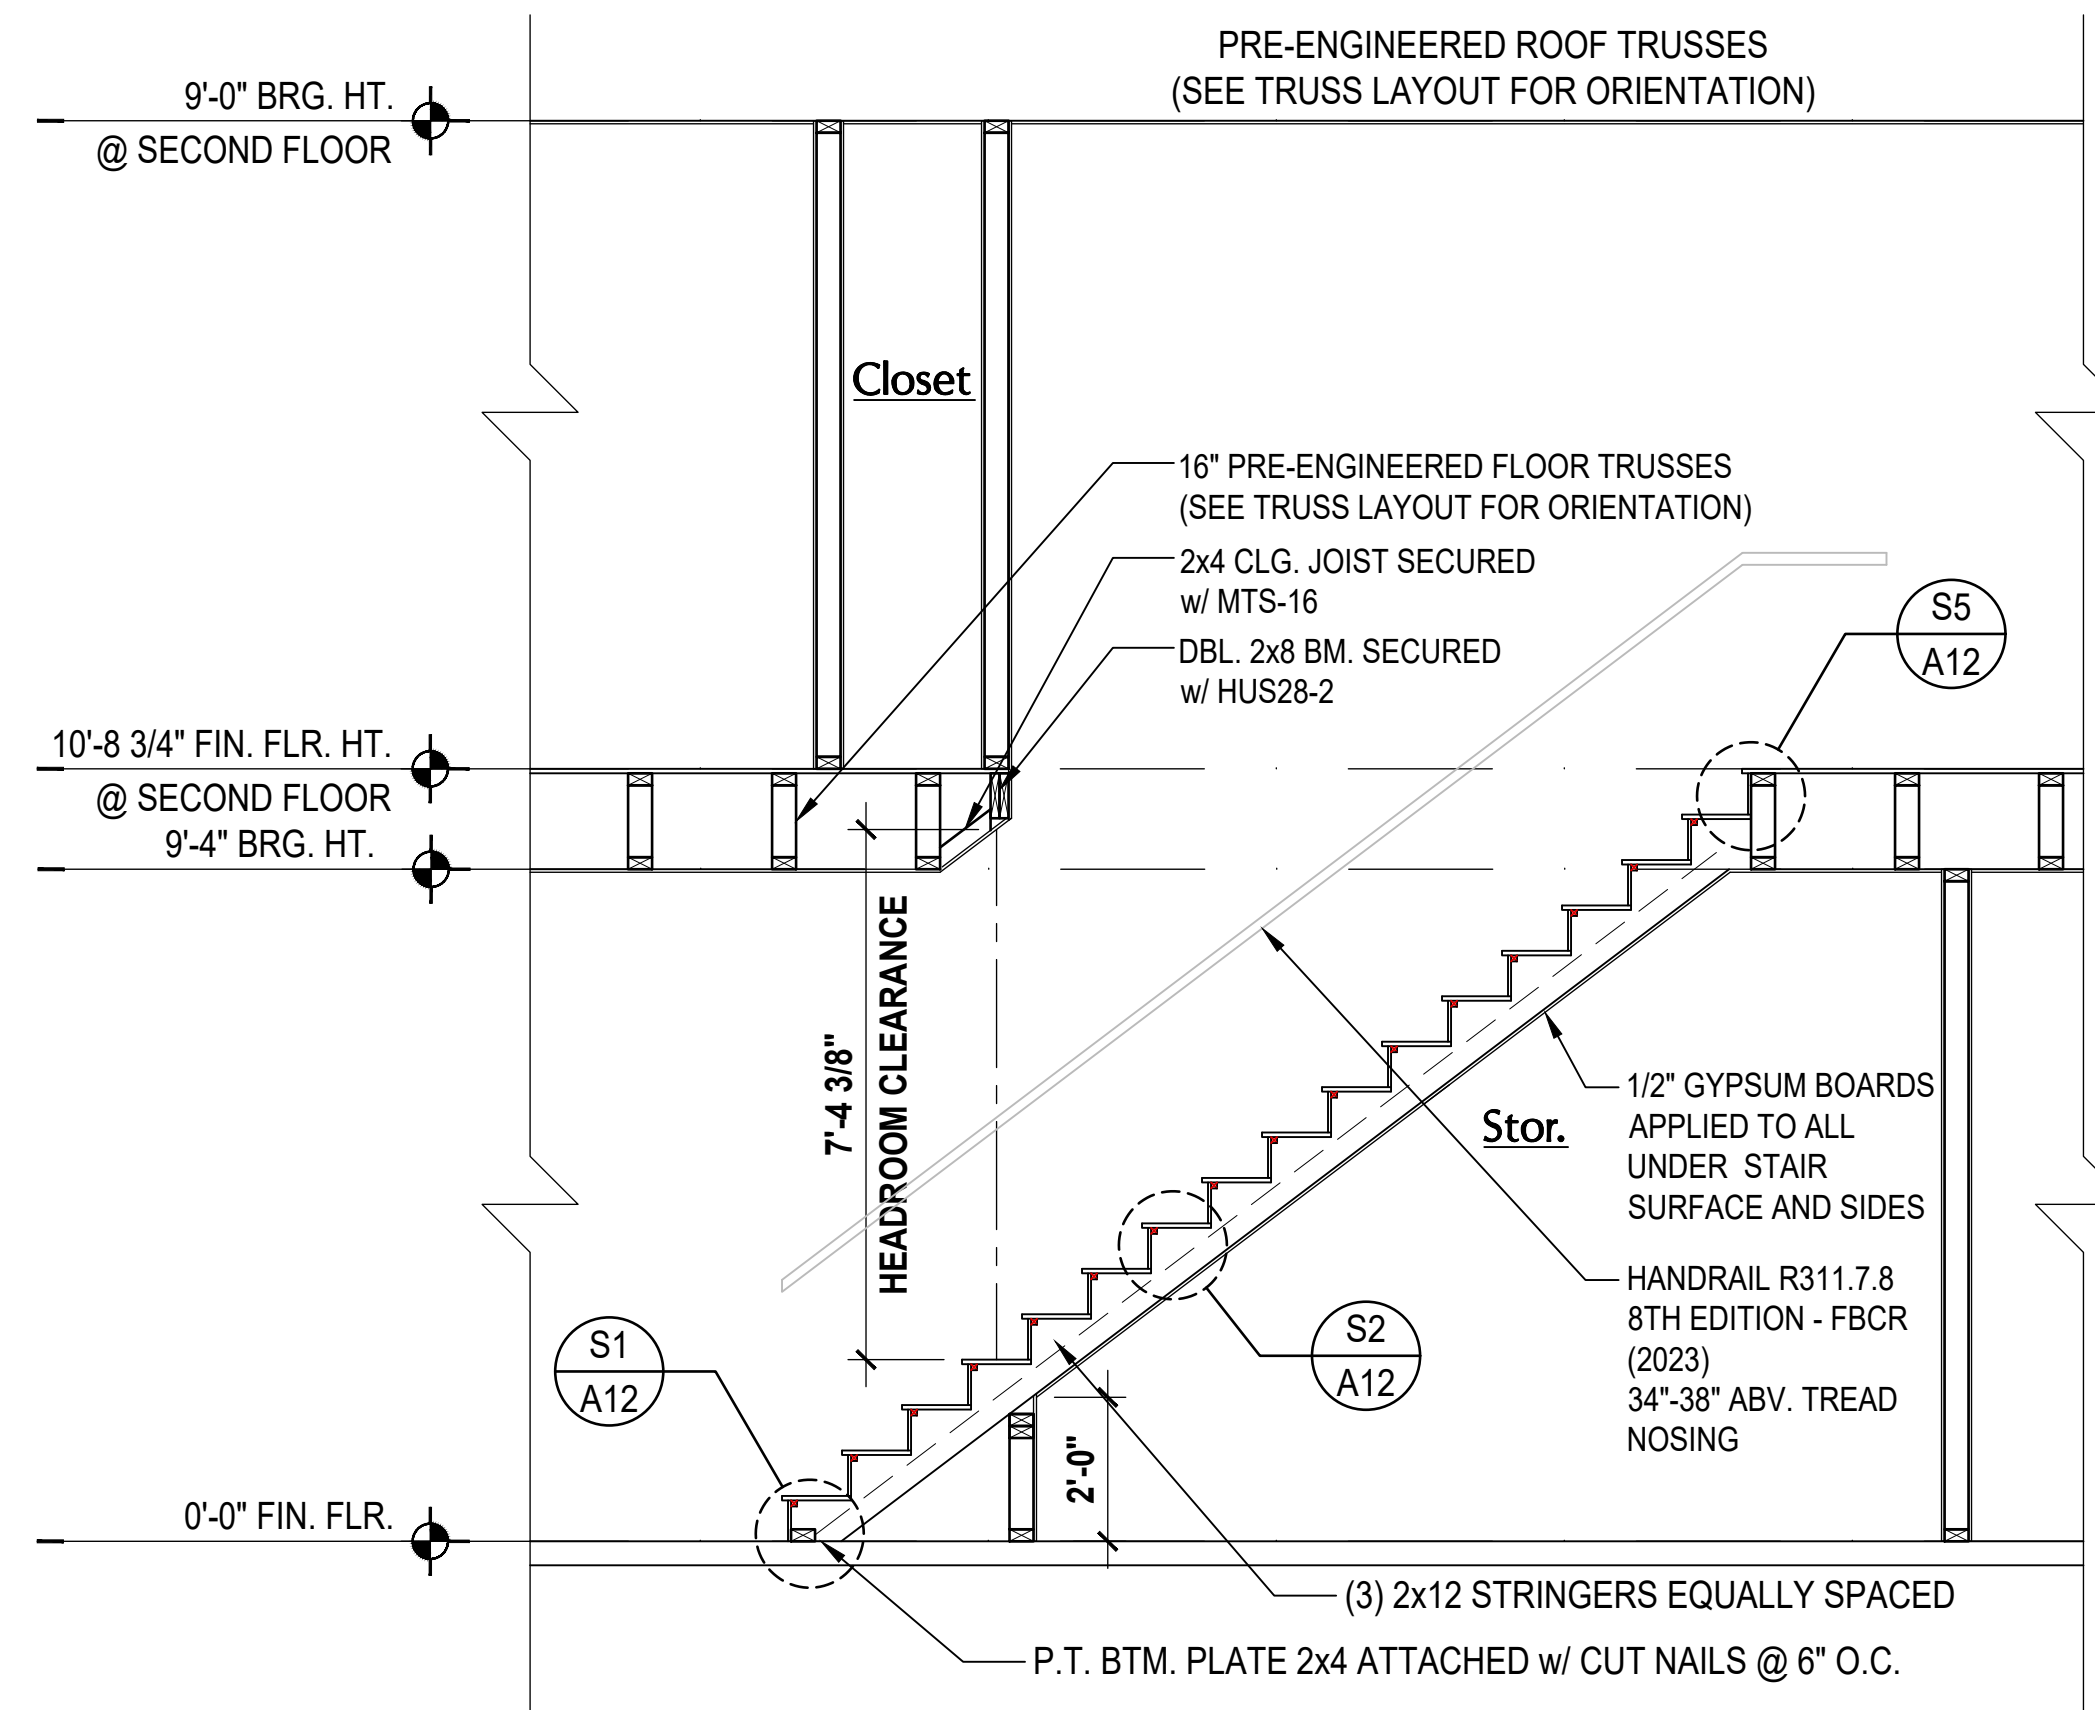 PRE-ENGINEERED ROOF TRUSSES
(SEE TRUSS LAYOUT FOR ORIENTATION)
9'-0" BRG. HT.
@ SECOND FLOOR
Closet
16" PRE-ENGINEERED FLOOR TRUSSES
(SEE TRUSS LAYOUT FOR ORIENTATION)
2x4 CLG. JOIST SECURED
w/ MTS-16
DBL. 2x8 BM. SECURED
w/ HUS28-2
S5
A12
10'-8 3/4" FIN. FLR. HT.
@ SECOND FLOOR
9'-4" BRG. HT.
7'-4 3/8"
HEADROOM CLEARANCE
1/2" GYPSUM BOARDS
APPLIED TO ALL
UNDER STAIR
SURFACE AND SIDES
Stor.
HANDRAIL R311.7.8
8TH EDITION - FBCR
(2023)
34"-38" ABV. TREAD
NOSING
S1
A12
S2
A12
2'-0"
0'-0" FIN. FLR.
(3) 2x12 STRINGERS EQUALLY SPACED
P.T. BTM. PLATE 2x4 ATTACHED w/ CUT NAILS @ 6" O.C.